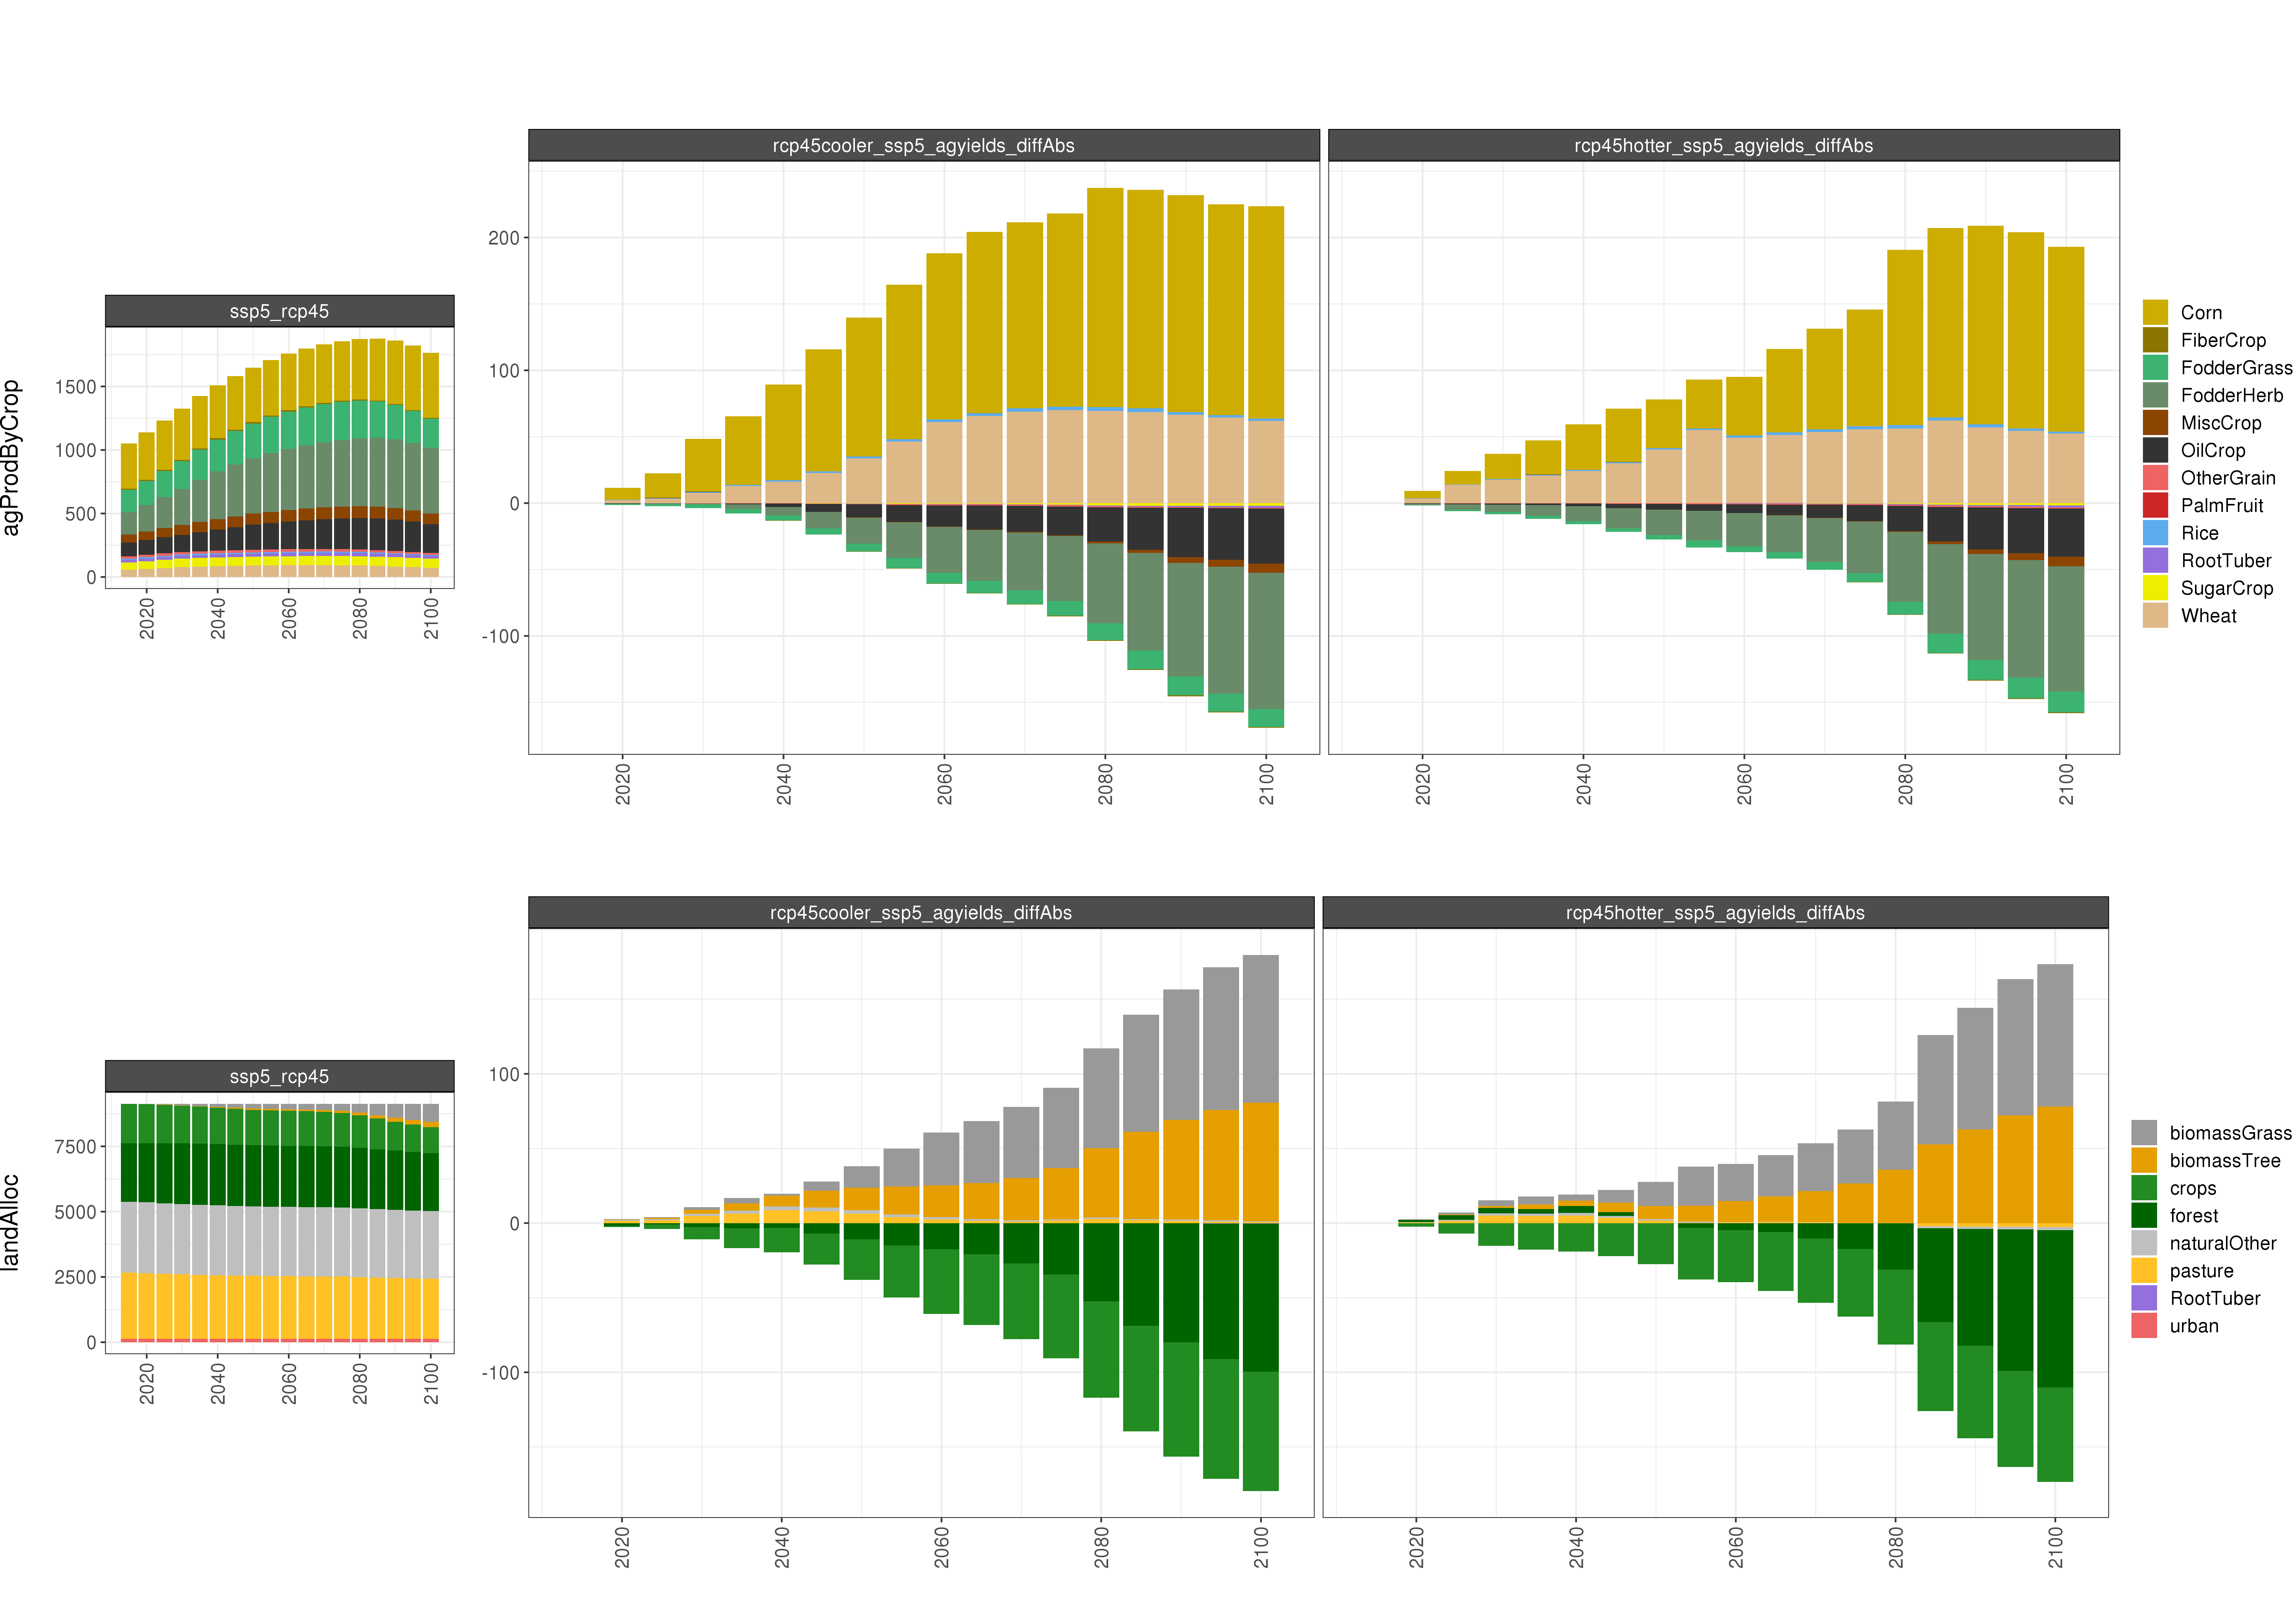 agProdByCrop
ssp5_rcp45
1500
1000
500
0
2020
2040
2060
2080
2100
rcp45cooler_ssp5_agyields_diffAbs
rcp45hotter_ssp5_agyields_diffAbs
200
100
0
-100
2020
2040
2060
2080
2100
2020
2040
2060
2080
2100
Corn
FiberCrop
FodderGrass
FodderHerb
MiscCrop
OilCrop
OtherGrain
PalmFruit
Rice
RootTuber
SugarCrop
Wheat
landAlloc
ssp5_rcp45
7500
5000
2500
0
2020
2040
2060
2080
2100
rcp45cooler_ssp5_agyields_diffAbs
rcp45hotter_ssp5_agyields_diffAbs
100
0
-100
2020
2040
2060
2080
2100
2020
2040
2060
2080
2100
biomassGrass
biomassTree
crops
forest
naturalOther
pasture
RootTuber
urban